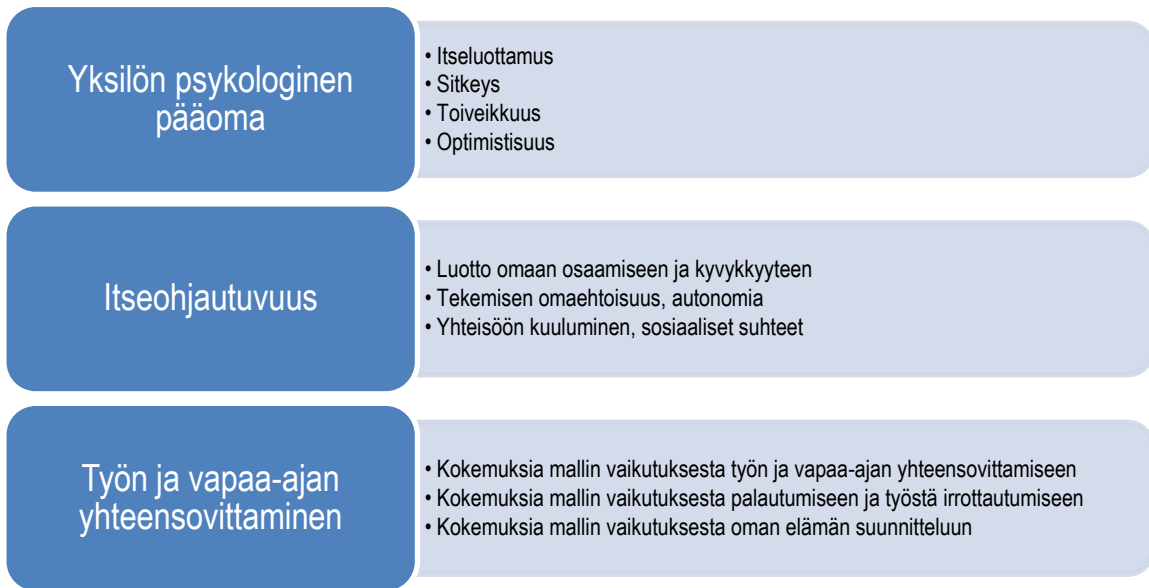 Yksilön psykologinen
pääoma
• Itseluottamus
• Sitkeys
• Toiveikkuus
• Optimistisuus
Itseohjautuvuus
• Luotto omaan osaamiseen ja kyvykkyyteen
• Tekemisen omaehtoisuus, autonomia
• Yhteisöön kuuluminen, sosiaaliset suhteet
Työn ja vapaa-ajan
yhteensovittaminen
• Kokemuksia mallin vaikutuksesta työn ja vapaa-ajan yhteensovittamiseen
• Kokemuksia mallin vaikutuksesta palautumiseen ja työstä irrottautumiseen
• Kokemuksia mallin vaikutuksesta oman elämän suunnitteluun